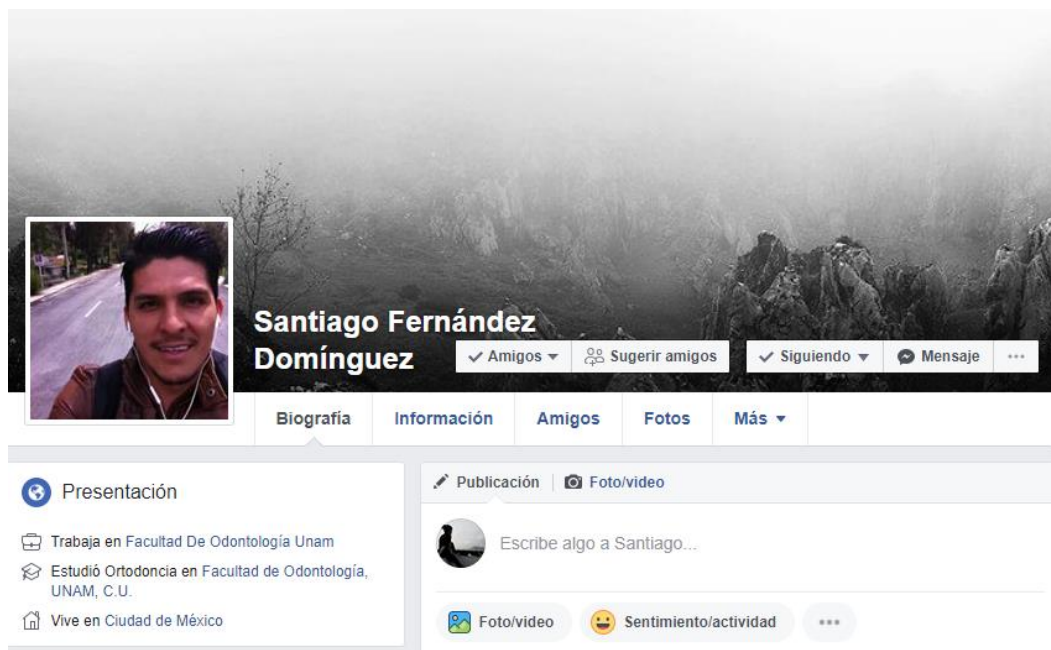 Santiago Fernández
Domínguez
Amigos
Sugerir amigos
Siguiendo
Mensaje
Biografía
Información
Amigos
Fotos
Más
Presentación
Trabaja en Facultad De Odontología Unam
Estudió Ortodoncia en Facultad de Odontología,
UNAM, C.U.
Vive en Ciudad de México
Publicación
Foto/video
Escribe algo a Santiago...
Foto/video
Sentimiento/actividad